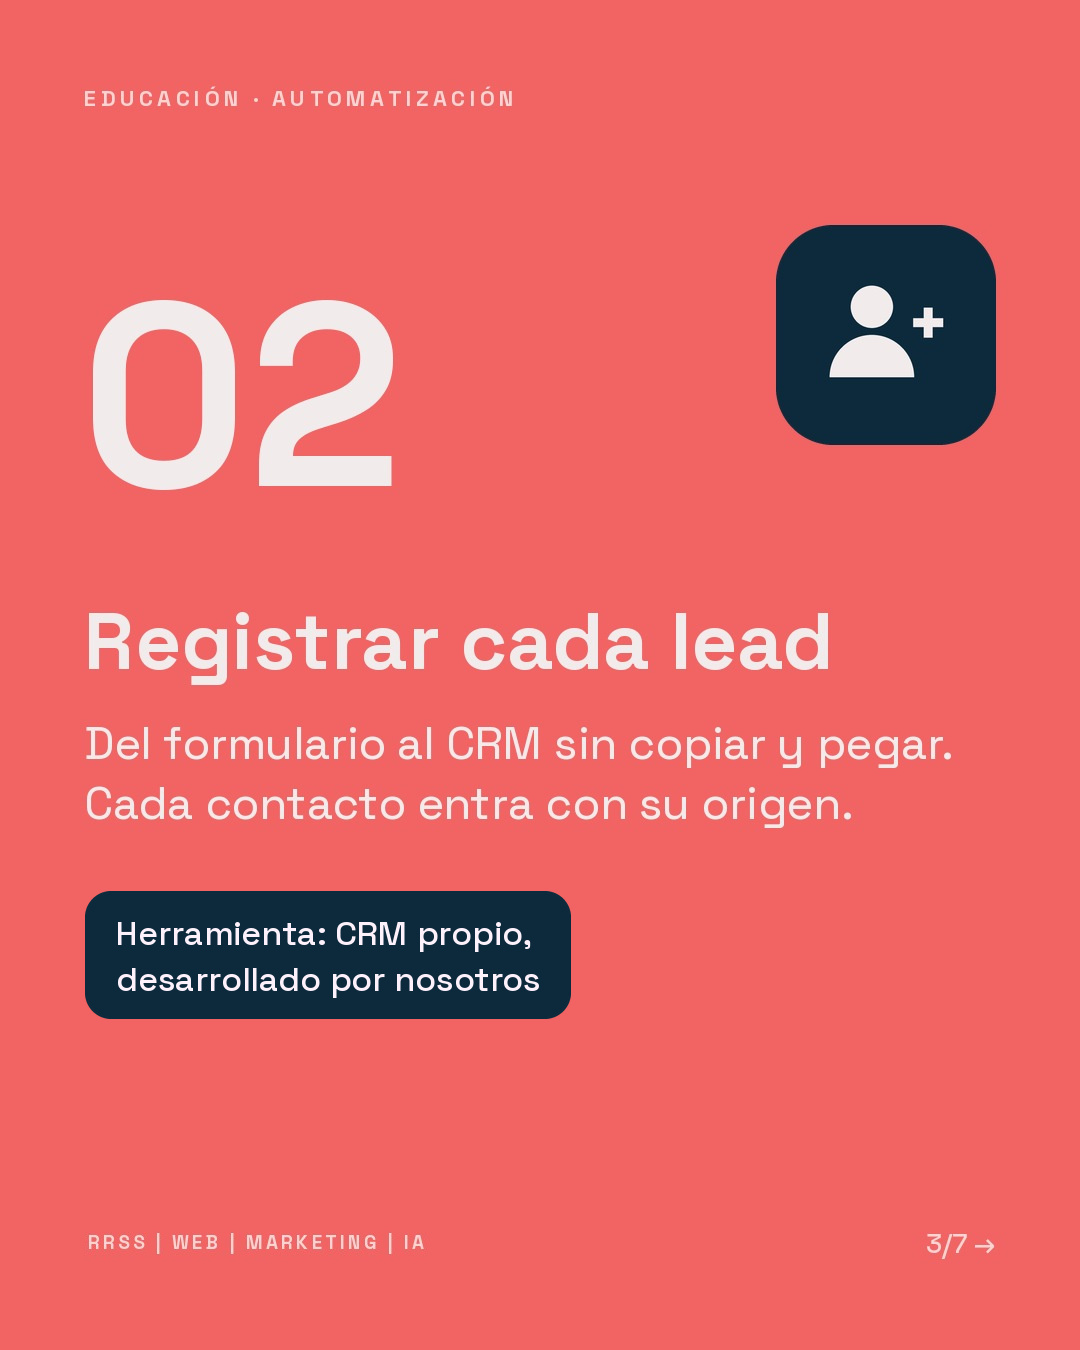 EDUCACIÓN · AUTOMATIZACIÓN
02
Registrar cada lead
Del formulario al CRM sin copiar y pegar.
Cada contacto entra con su origen.
Herramienta: CRM propio,
desarrollado por nosotros
RRSS | WEB | MARKETING | IA
3/7 →